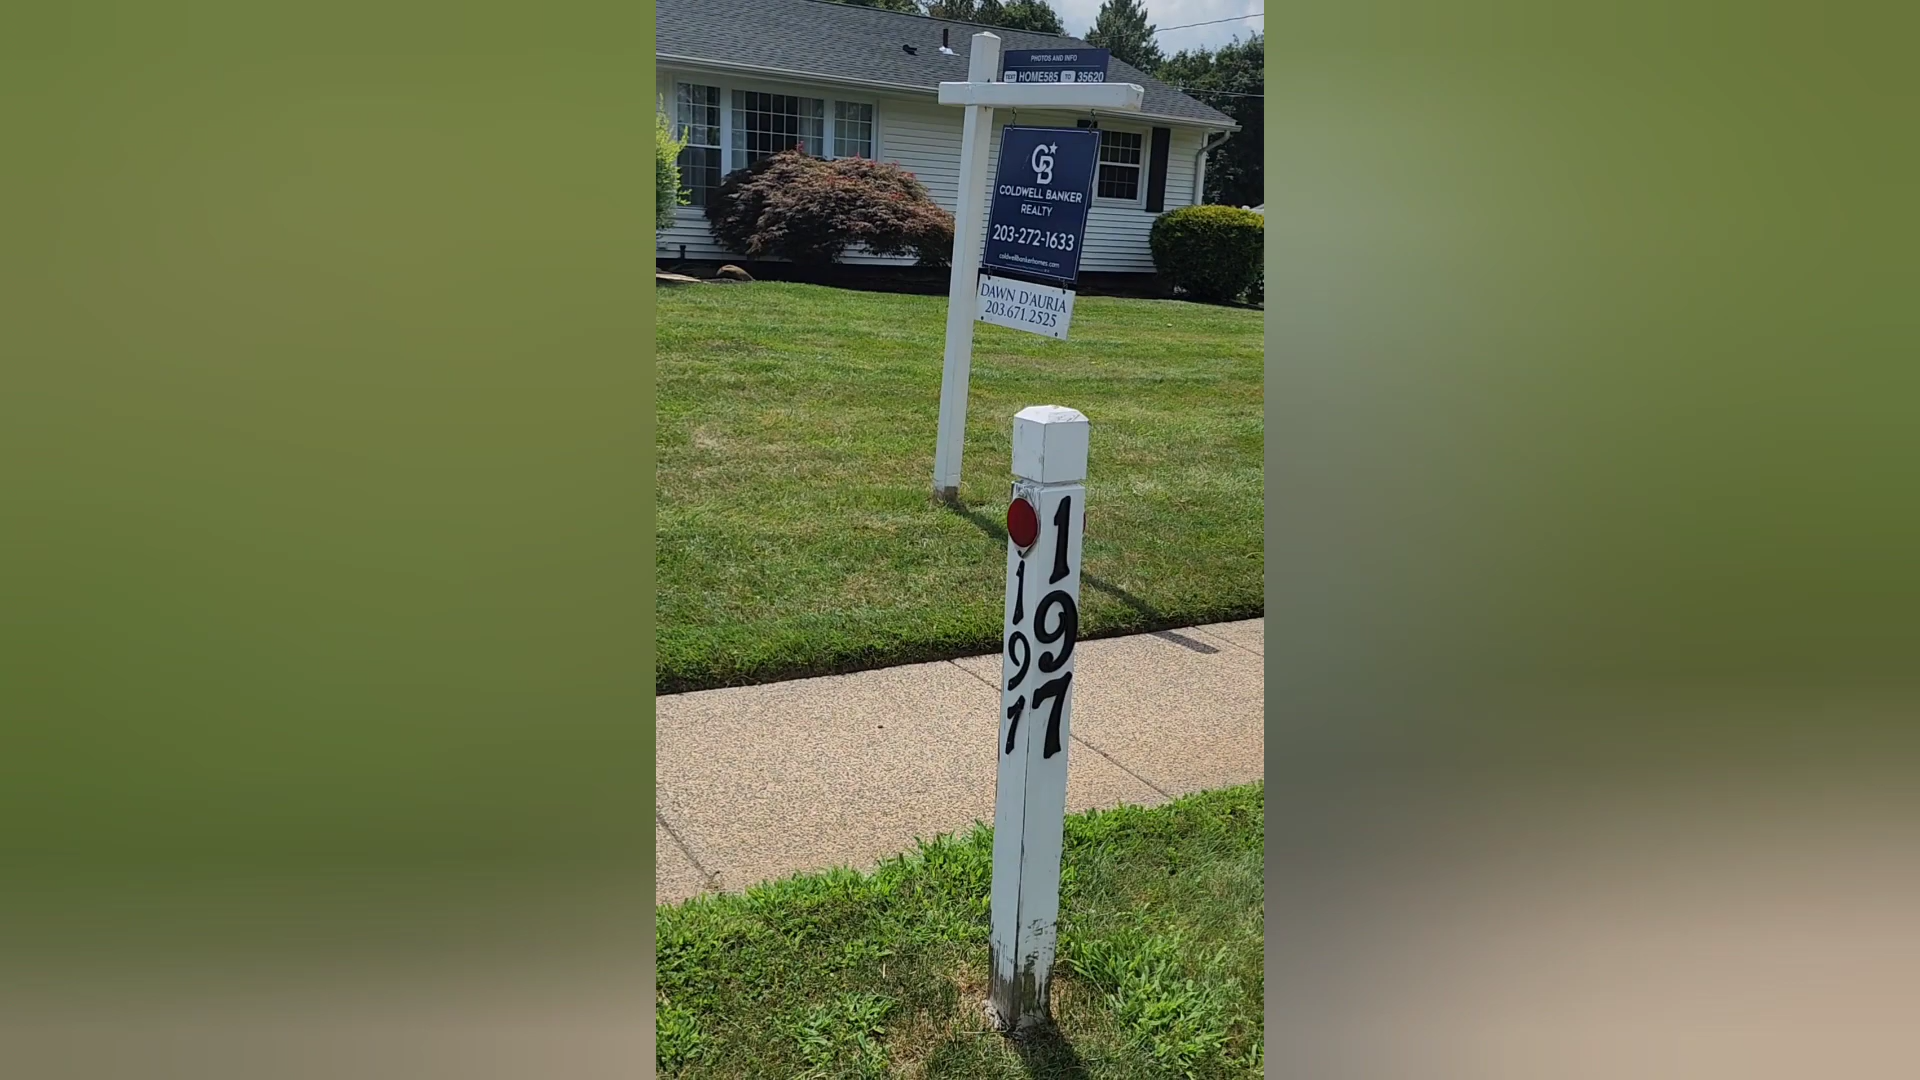 PHOTOS AND INFO
TEXT HOME585 TO 35620
CB
COLDWELL BANKER
REALTY
203-272-1633
coldwellbankerhomes.com
DAWN D'AURIA
203.671.2525
197
197